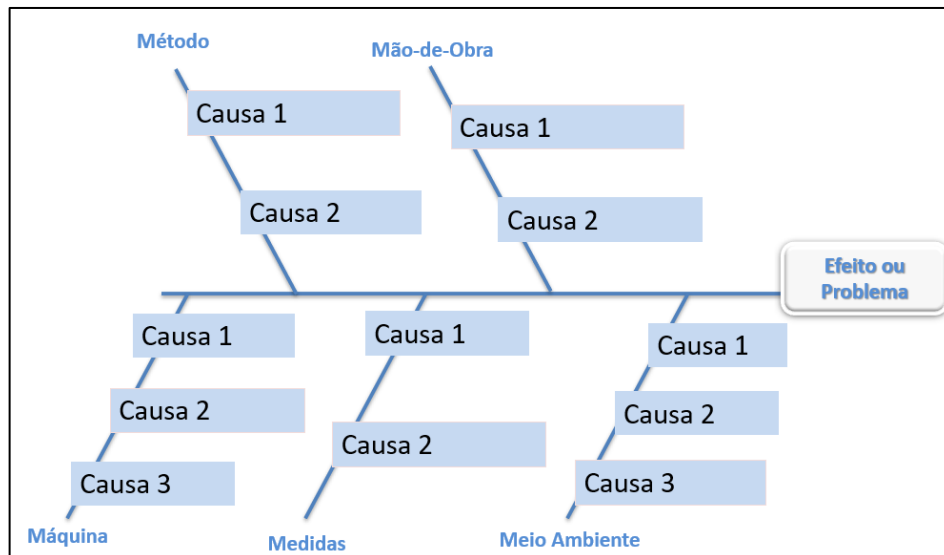 Método
Mão-de-Obra
Causa 1
Causa 1
Causa 2
Causa 2
Efeito ou
Problema
Causa 1
Causa 1
Causa 1
Causa 2
Causa 2
Causa 2
Causa 3
Causa 3
Máquina
Medidas
Meio Ambiente